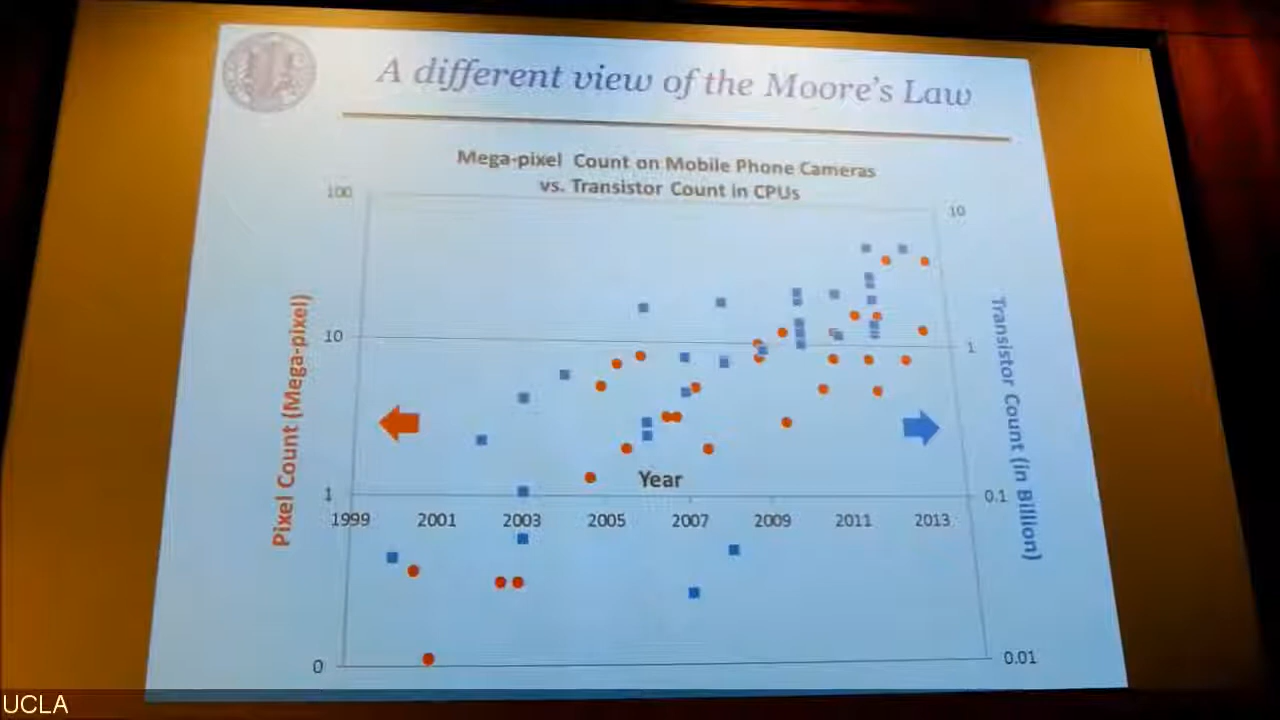 A different view of the Moore's Law
Mega-pixel Count on Mobile Phone Cameras
vs. Transistor Count in CPUs
100
10
10
1
1
0.1
0
0.01
Pixel Count (Mega-pixel)
Transistor Count (in Billion)
Year
1999 2001 2003 2005 2007 2009 2011 2013
UCLA